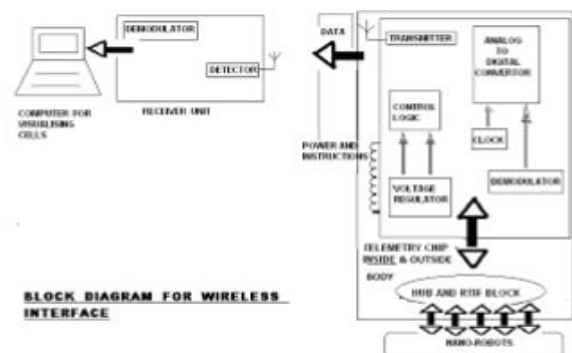 DEMODULATOR
DETECTOR
COMPUTER FOR
VISUALISING
CELLS
RECEIVER UNIT
DATA
TRANSMITTER
ANALOG
TO
DIGITAL
CONVERTOR
CONTROL
LOGIC
CLOCK
POWER AND
INSTRUCTIONS
VOLTAGE
REGULATOR
DEMODULATOR
TELEMETRY CHIP
INSIDE & OUTSIDE
BODY
HUB AND RTIF BLOCK
NANO-ROBOTS
BLOCK DIAGRAM FOR WIRELESS
INTERFACE